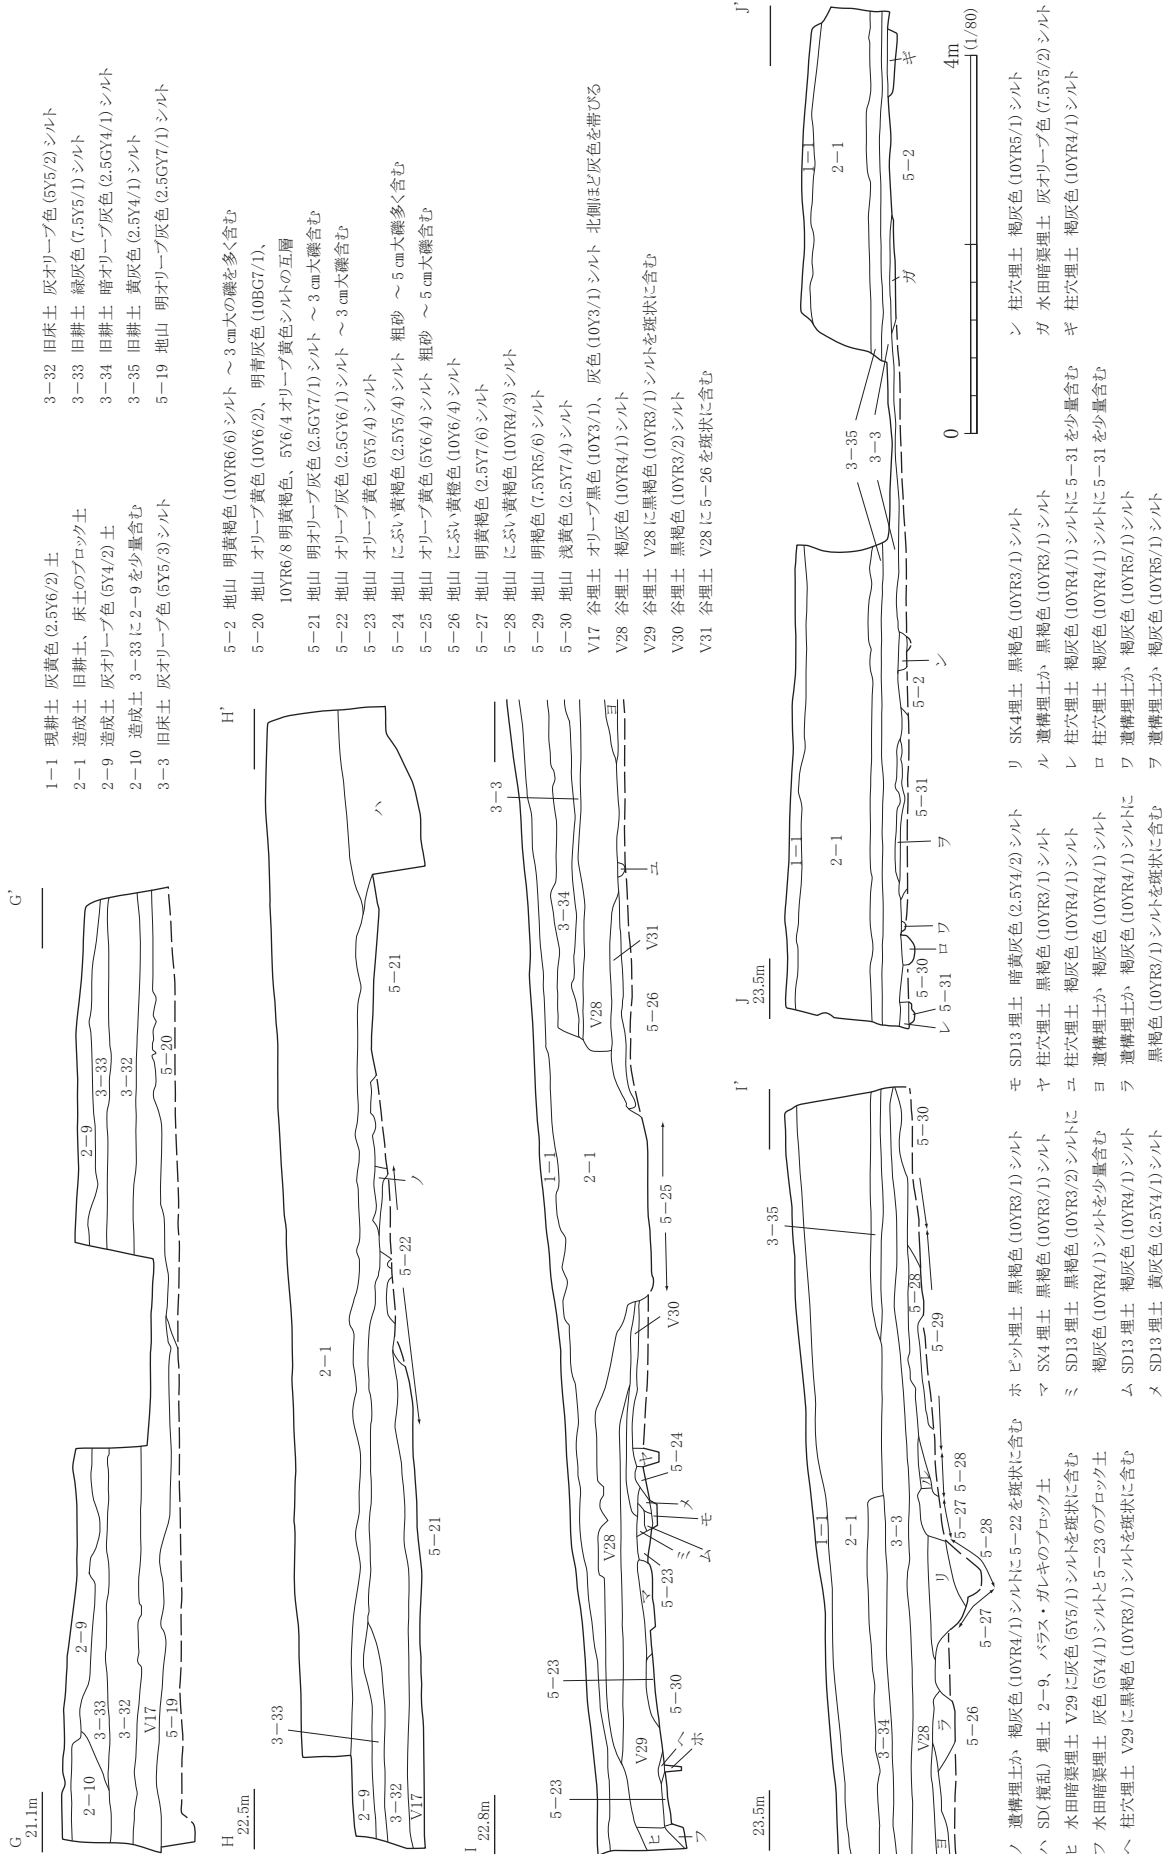 G
21.1m
G'
2-10
2-9
3-33
3-32
V17
5-19
2-9
3-33
3-32
5-20
H
22.5m
H'
3-33
2-9
3-32
V17
2-1
5-21
5-22
ノ
5-21
ハ
I
22.8m
5-23
ヒ
フ
V29
ヘ
ホ
5-23
5-30
マ
V28
5-23
ミ
ム
モ
メ
5-24
ヤ
V30
1-1
2-1
5-25
V28
3-34
3-3
5-26
V31
ユ
ヨ
23.5m
I'
ヨ
3-34
V28
ラ
5-26
1-1
2-1
3-3
リ
5-27
5-28
5-27
ル
5-28
3-35
5-28
5-29
5-30
J
23.5m
J'
レ
5-31
5-30
ロ
ワ
1-1
2-1
ヲ
5-31
5-2
ン
3-35
3-3
ガ
1-1
2-1
5-2
ギ
0
4m
(1/80)
1-1 現耕土 灰黄色 (2.5Y6/2) 土
2-1 造成土 旧耕土、床土のブロック土
2-9 造成土 灰オリーブ色 (5Y4/2) 土
2-10 造成土 3-33 に 2-9 を少量含む
3-3 旧床土 灰オリーブ色 (5Y5/3) シルト
3-32 旧床土 灰オリーブ色 (5Y5/2) シルト
3-33 旧耕土 緑灰色 (7.5Y5/1) シルト
3-34 旧耕土 暗オリーブ灰色 (2.5GY4/1) シルト
3-35 旧耕土 黄灰色 (2.5Y4/1) シルト
5-19 地山 明オリーブ灰色 (2.5GY7/1) シルト
5-2 地山 明黄褐色 (10YR6/6) シルト ～3㎝大の礫を多く含む
5-20 地山 オリーブ黄色 (10Y6/2)、明青灰色 (10BG7/1)、
10YR6/8 明黄褐色、5Y6/4 オリーブ黄色シルトの互層
5-21 地山 明オリーブ灰色 (2.5GY7/1) シルト ～3㎝大礫含む
5-22 地山 オリーブ灰色 (2.5GY6/1) シルト ～3㎝大礫含む
5-23 地山 オリーブ黄色 (5Y5/4) シルト
5-24 地山 にぶい黄褐色 (2.5Y5/4) シルト 粗砂 ～5㎝大礫多く含む
5-25 地山 オリーブ黄色 (5Y6/4) シルト 粗砂 ～5㎝大礫含む
5-26 地山 にぶい黄橙色 (10Y6/4) シルト
5-27 地山 明黄褐色 (2.5Y7/6) シルト
5-28 地山 にぶい黄褐色 (10YR4/3) シルト
5-29 地山 明褐色 (7.5YR5/6) シルト
5-30 地山 浅黄色 (2.5Y7/4) シルト
V17 谷埋土 オリーブ黒色 (10Y3/1)、灰色 (10Y3/1) シルト 北側ほど灰色を帯びる
V28 谷埋土 褐灰色 (10YR4/1) シルト
V29 谷埋土 V28 に黒褐色 (10YR3/1) シルトを斑状に含む
V30 谷埋土 黒褐色 (10YR3/2) シルト
V31 谷埋土 V28 に 5-26 を斑状に含む
ノ 遺構埋土か 褐灰色 (10YR4/1) シルトに 5-22 を斑状に含む
ハ SD(撹乱) 埋土 2-9、バラス・ガレキのブロック土
ヒ 水田暗渠埋土 V29 に灰色 (5Y5/1) シルトを斑状に含む
フ 水田暗渠埋土 灰色 (5Y4/1) シルトと 5-23 のブロック土
ヘ 柱穴埋土 V29 に黒褐色 (10YR3/1) シルトを斑状に含む
ホ ピット埋土 黒褐色 (10YR3/1) シルト
マ SX4 埋土 黒褐色 (10YR3/1) シルト
ミ SD13 埋土 黒褐色 (10YR3/2) シルトに
褐灰色 (10YR4/1) シルトを少量含む
ム SD13 埋土 褐灰色 (10YR4/1) シルト
メ SD13 埋土 黄灰色 (2.5Y4/1) シルト
モ SD13 埋土 暗黄灰色 (2.5Y4/2) シルト
ヤ 柱穴埋土 黒褐色 (10YR3/1) シルト
ユ 柱穴埋土 褐灰色 (10YR4/1) シルト
ヨ 遺構埋土か 褐灰色 (10YR4/1) シルト
ラ 遺構埋土か 褐灰色 (10YR4/1) シルトに
黒褐色 (10YR3/1) シルトを斑状に含む
リ SK4埋土 黒褐色 (10YR3/1) シルト
ル 遺構埋土か 黒褐色 (10YR3/1) シルト
レ 柱穴埋土 褐灰色 (10YR4/1) シルトに 5-31 を少量含む
ロ 柱穴埋土 褐灰色 (10YR4/1) シルトに 5-31 を少量含む
ワ 遺構埋土か 褐灰色 (10YR5/1) シルト
ヲ 遺構埋土か 褐灰色 (10YR5/1) シルト
ン 柱穴埋土 褐灰色 (10YR5/1) シルト
ガ 水田暗渠埋土 灰オリーブ色 (7.5Y5/2) シルト
ギ 柱穴埋土 褐灰色 (10YR4/1) シルト